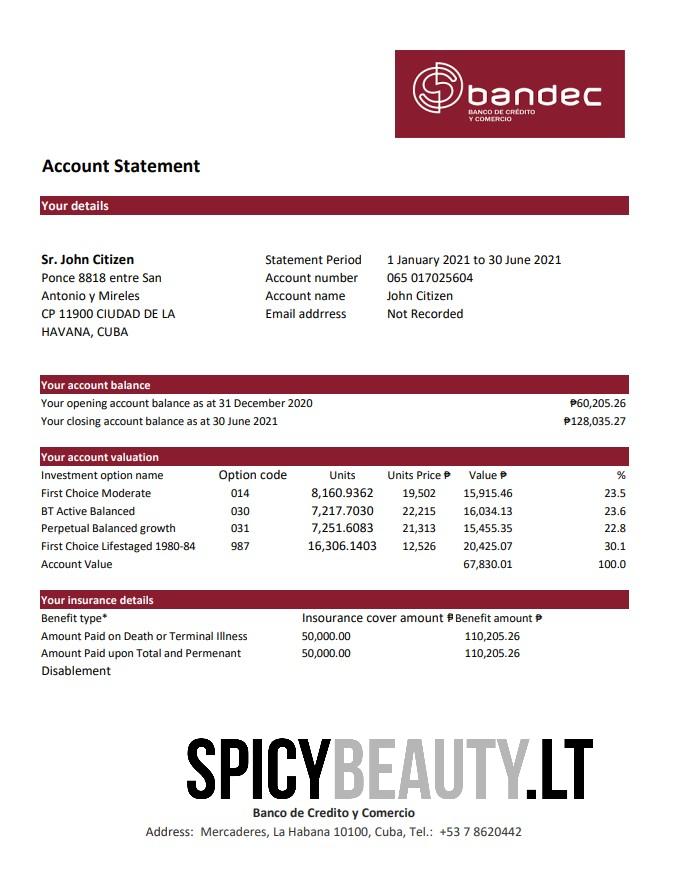 bandec
BANCO DE CRÉDITO
Y COMERCIO
Account Statement
Your details
Sr. John Citizen Statement Period 1 January 2021 to 30 June 2021
Ponce 8818 entre San Account number 065 017025604
Antonio y Mireles Account name John Citizen
CP 11900 CIUDAD DE LA Email addrress Not Recorded
HAVANA, CUBA
Your account balance
Your opening account balance as at 31 December 2020 ₱60,205.26
Your closing account balance as at 30 June 2021 ₱128,035.27
Your account valuation
Investment option name Option code Units Units Price ₱ Value ₱ %
First Choice Moderate 014 8,160.9362 19,502 15,915.46 23.5
BT Active Balanced 030 7,217.7030 22,215 16,034.13 23.6
Perpetual Balanced growth 031 7,251.6083 21,313 15,455.35 22.8
First Choice Lifestaged 1980-84 987 16,306.1403 12,526 20,425.07 30.1
Account Value 67,830.01 100.0
Your insurance details
Benefit type* Insourance cover amount ₱ Benefit amount ₱
Amount Paid on Death or Terminal Illness 50,000.00 110,205.26
Amount Paid upon Total and Permenant 50,000.00 110,205.26
Disablement
SPICYBEAUTY.LT
Banco de Credito y Comercio
Address: Mercaderes, La Habana 10100, Cuba, Tel.: +53 7 8620442